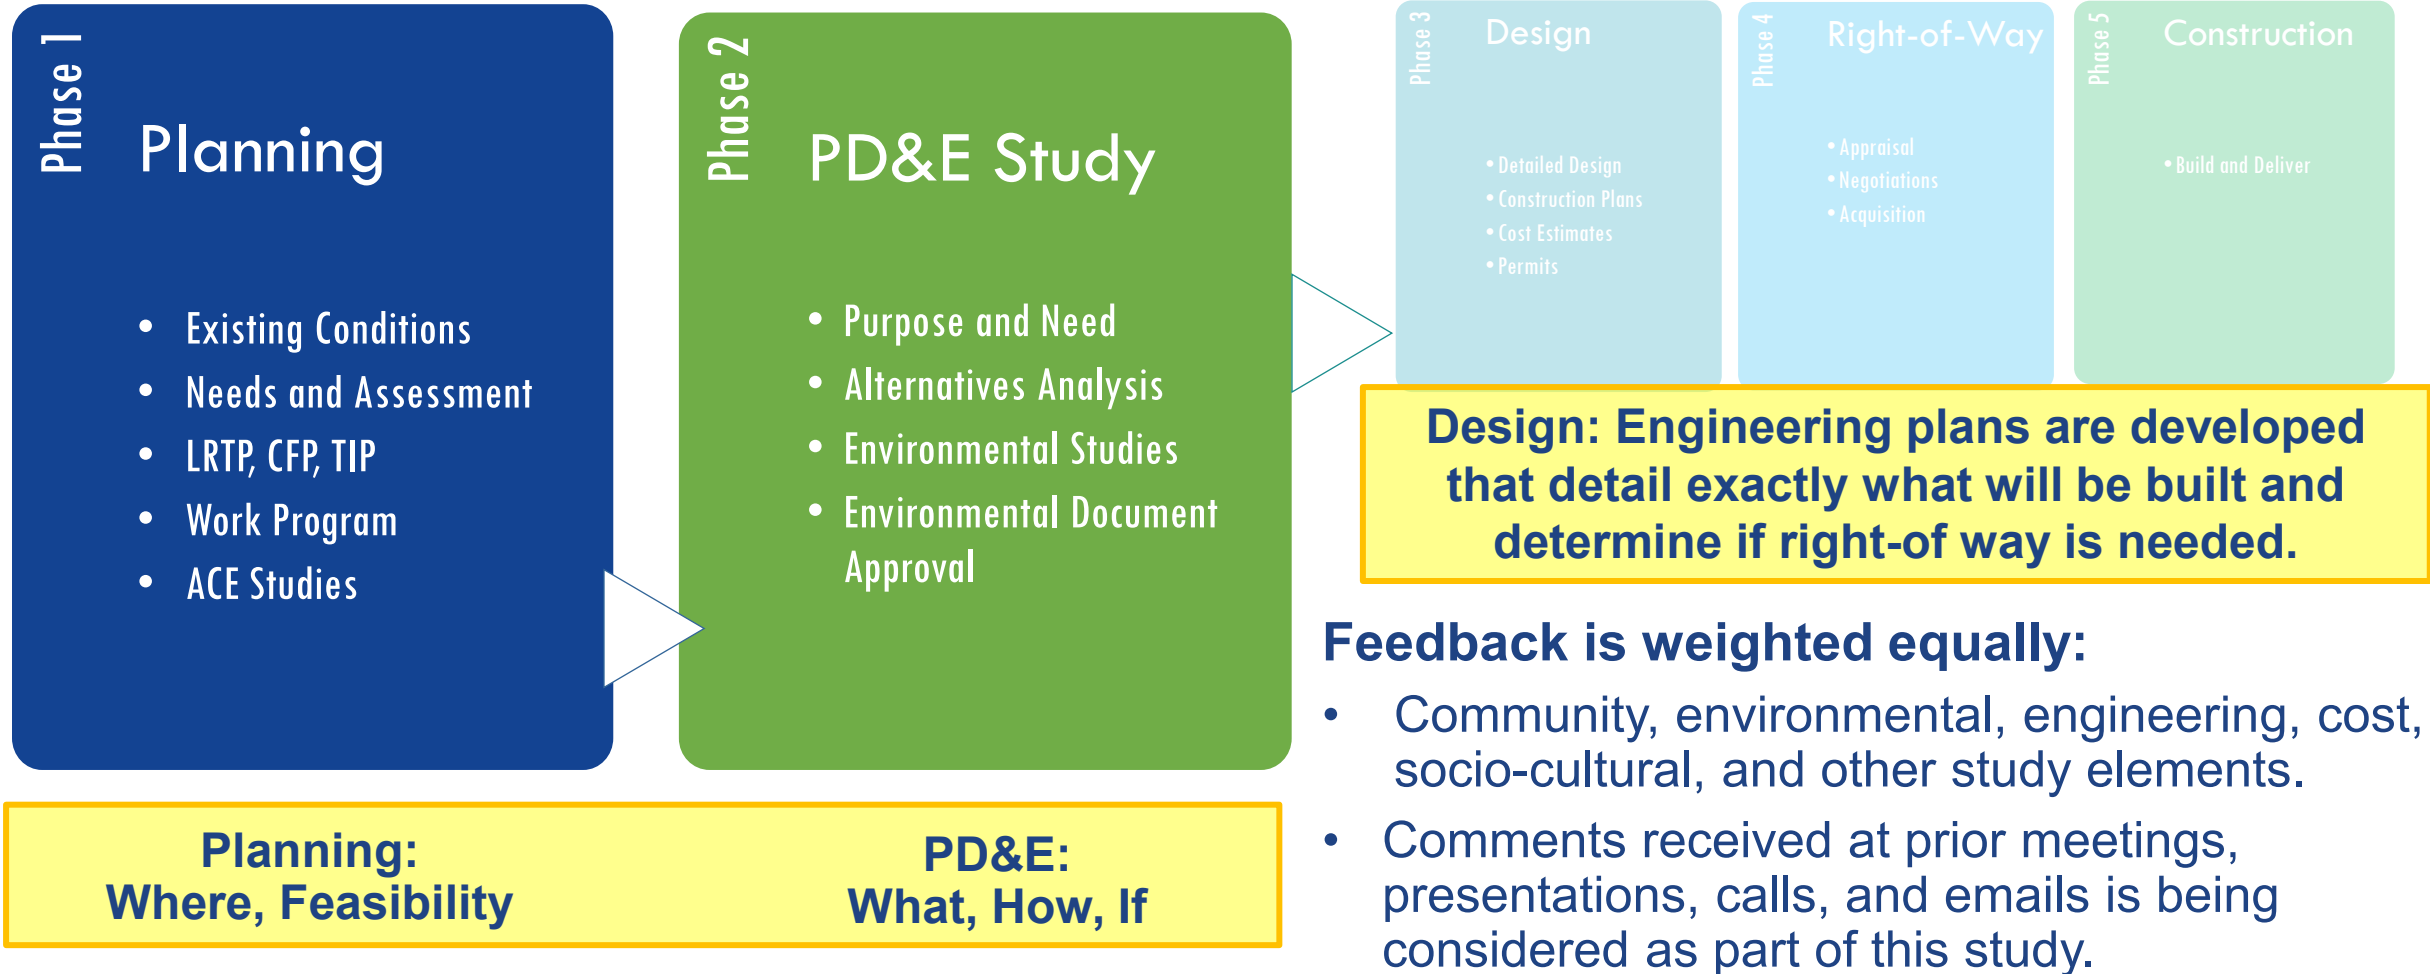 Phase 1
Planning
• Existing Conditions
• Needs and Assessment
• LRTP, CFP, TIP
• Work Program
• ACE Studies
Phase 2
PD&E Study
• Purpose and Need
• Alternatives Analysis
• Environmental Studies
• Environmental Document
Approval
Phase 3
Design
• Detailed Design
• Construction Plans
• Cost Estimates
• Permits
Phase 4
Right-of-Way
• Appraisal
• Negotiations
• Acquisition
Phase 5
Construction
• Build and Deliver
Design: Engineering plans are developed
that detail exactly what will be built and
determine if right-of way is needed.
Planning:
Where, Feasibility
PD&E:
What, How, If
Feedback is weighted equally:
• Community, environmental, engineering, cost,
socio-cultural, and other study elements.
• Comments received at prior meetings,
presentations, calls, and emails is being
considered as part of this study.